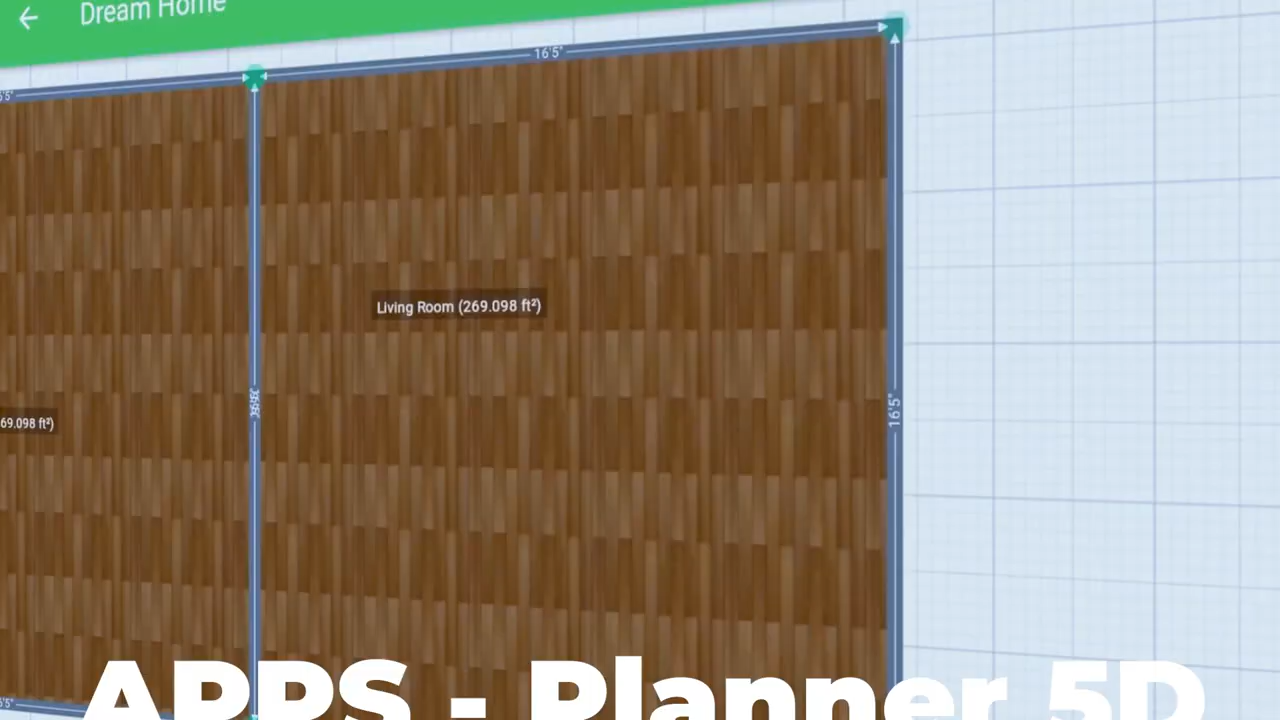 Dream Home
16'5"
Living Room (269.098 ft²)
16'5"
69.098 ft²)
APPS - Planner 5D